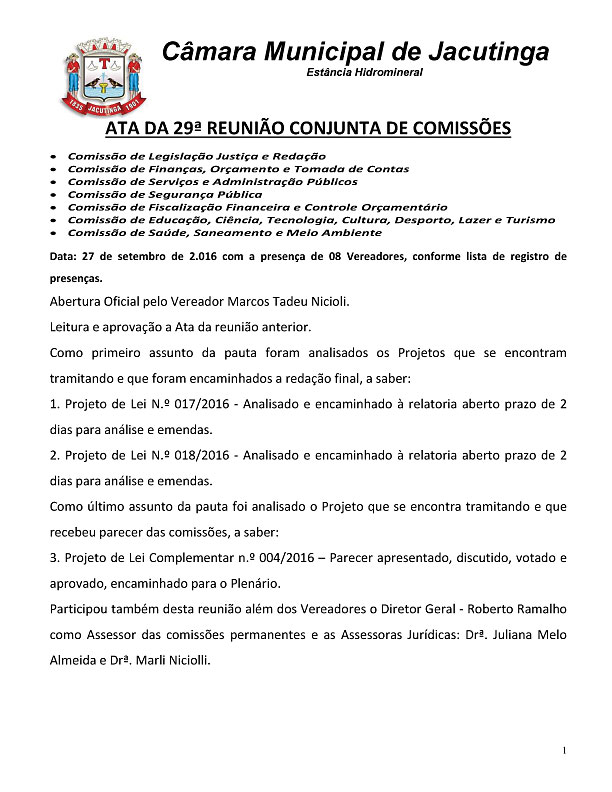 Câmara Municipal de Jacutinga
Estância Hidromineral
1835 JACUTINGA 1901
ATA DA 29ª REUNIÃO CONJUNTA DE COMISSÕES
• Comissão de Legislação Justiça e Redação
• Comissão de Finanças, Orçamento e Tomada de Contas
• Comissão de Serviços e Administração Públicos
• Comissão de Segurança Pública
• Comissão de Fiscalização Financeira e Controle Orçamentário
• Comissão de Educação, Ciência, Tecnologia, Cultura, Desporto, Lazer e Turismo
• Comissão de Saúde, Saneamento e Meio Ambiente
Data: 27 de setembro de 2.016 com a presença de 08 Vereadores, conforme lista de registro de
presenças.
Abertura Oficial pelo Vereador Marcos Tadeu Nicioli.
Leitura e aprovação a Ata da reunião anterior.
Como primeiro assunto da pauta foram analisados os Projetos que se encontram
tramitando e que foram encaminhados a redação final, a saber:
1. Projeto de Lei N.º 017/2016 - Analisado e encaminhado à relatoria aberto prazo de 2
dias para análise e emendas.
2. Projeto de Lei N.º 018/2016 - Analisado e encaminhado à relatoria aberto prazo de 2
dias para análise e emendas.
Como último assunto da pauta foi analisado o Projeto que se encontra tramitando e que
recebeu parecer das comissões, a saber:
3. Projeto de Lei Complementar n.º 004/2016 – Parecer apresentado, discutido, votado e
aprovado, encaminhado para o Plenário.
Participou também desta reunião além dos Vereadores o Diretor Geral - Roberto Ramalho
como Assessor das comissões permanentes e as Assessoras Jurídicas: Drª. Juliana Melo
Almeida e Drª. Marli Niciolli.
1